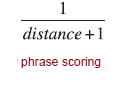 1
distance + 1
phrase scoring